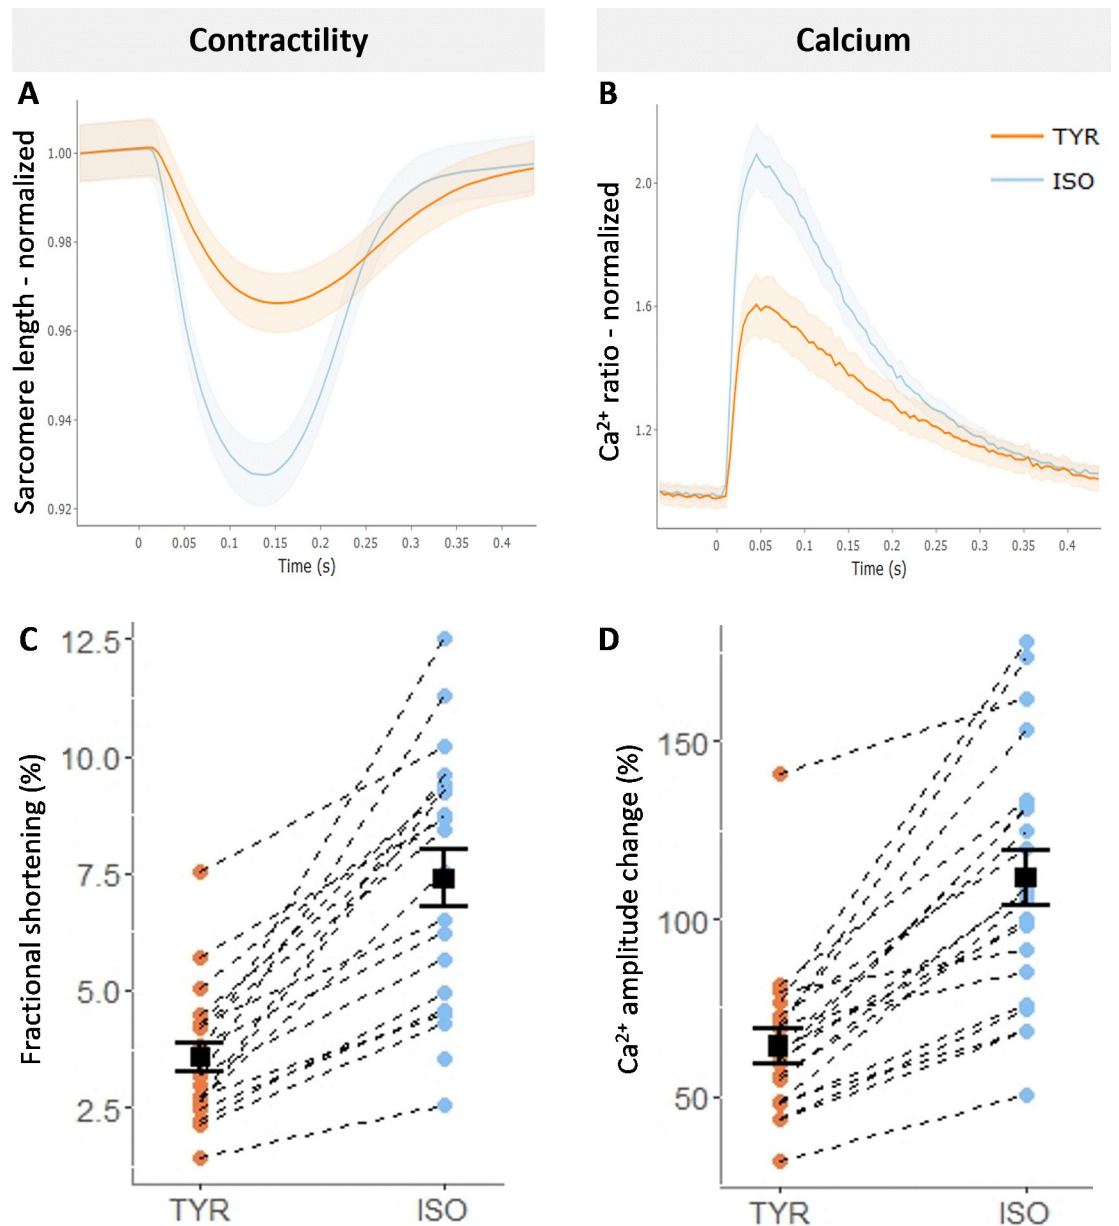 Contractility
Calcium
A
Sarcomere length - normalized
1.00
0.98
0.96
0.94
0.92
0
0.05
0.1
0.15
0.2
0.25
0.3
0.35
0.4
Time (s)
B
Ca²⁺ ratio - normalized
2.0
1.6
1.2
0
0.05
0.1
0.15
0.2
0.25
0.3
0.35
0.4
Time (s)
TYR
ISO
C
Fractional shortening (%)
12.5
10.0
7.5
5.0
2.5
TYR
ISO
D
Ca²⁺ amplitude change (%)
150
100
50
TYR
ISO